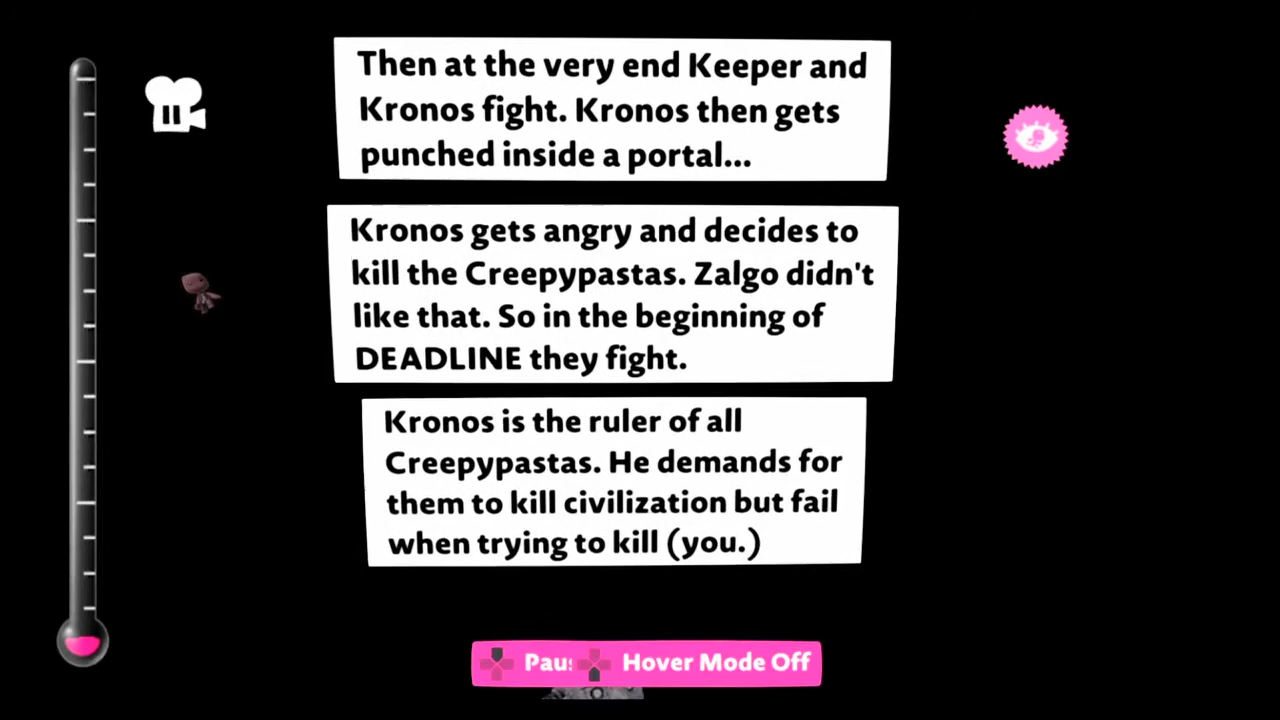 Then at the very end Keeper and
Kronos fight. Kronos then gets
punched inside a portal...
Kronos gets angry and decides to
kill the Creepypastas. Zalgo didn't
like that. So in the beginning of
DEADLINE they fight.
Kronos is the ruler of all
Creepypastas. He demands for
them to kill civilization but fail
when trying to kill (you.)
Hover Mode Off